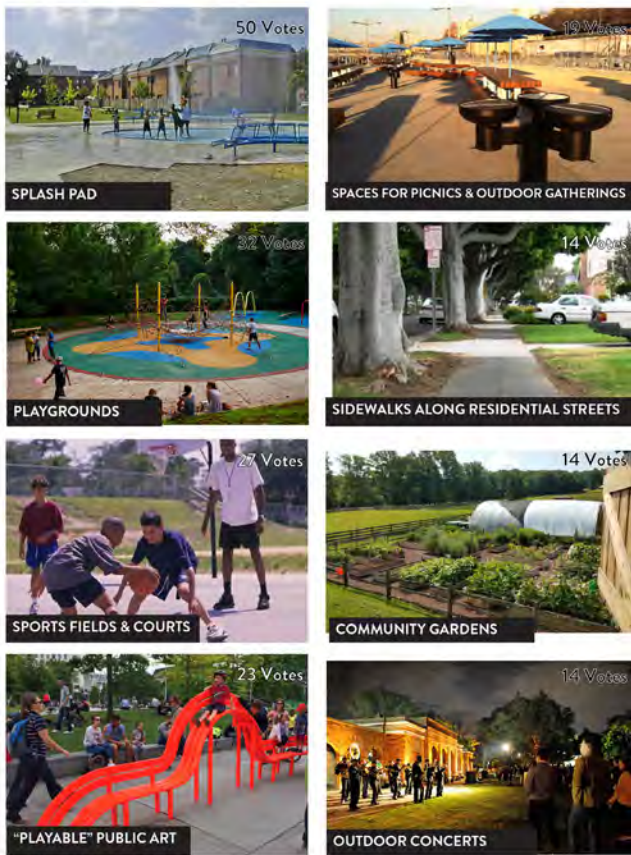 50 Votes
SPLASH PAD
19 Votes
SPACES FOR PICNICS & OUTDOOR GATHERINGS
32 Votes
PLAYGROUNDS
14 Votes
SIDEWALKS ALONG RESIDENTIAL STREETS
27 Votes
SPORTS FIELDS & COURTS
14 Votes
COMMUNITY GARDENS
23 Votes
"PLAYABLE" PUBLIC ART
14 Votes
OUTDOOR CONCERTS